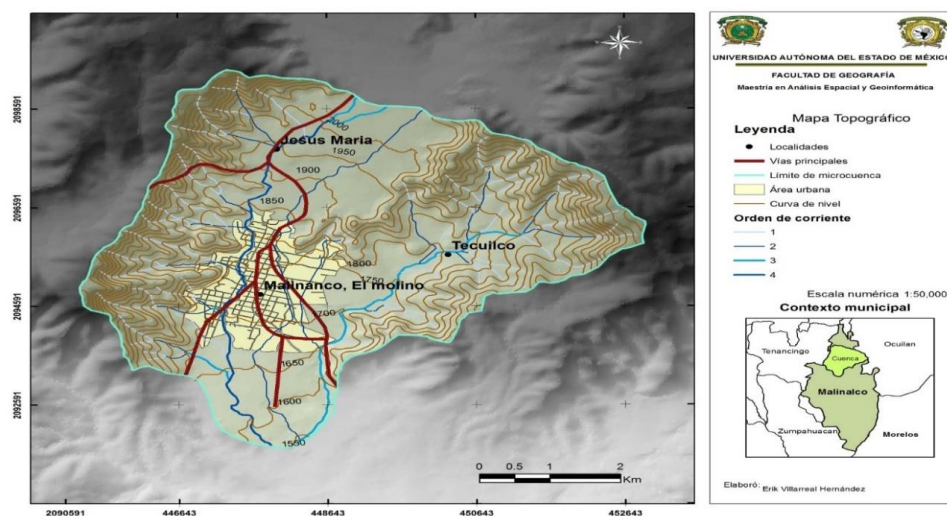 2098591
2096591
2094591
2092591
2090591
446643
448643
450643
452643
2000
Jesus Maria
1950
1900
1850
Tecuilco
1800
1750
Malinanco, El molino
1700
1650
1600
1550
0 0.5 1 2
Km
UNIVERSIDAD AUTÓNOMA DEL ESTADO DE MÉXICO
FACULTAD DE GEOGRAFÍA
Maestría en Análisis Espacial y Geoinformática
Mapa Topográfico
Leyenda
Localidades
Vías principales
Límite de microcuenca
Área urbana
Curva de nivel
Orden de corriente
1
2
3
4
Escala numérica 1:50,000
Contexto municipal
Tenancingo
Ocuilan
Cuenca
Malinalco
Zumpahuacan
Morelos
Elaboró: Erik Villarreal Hernández